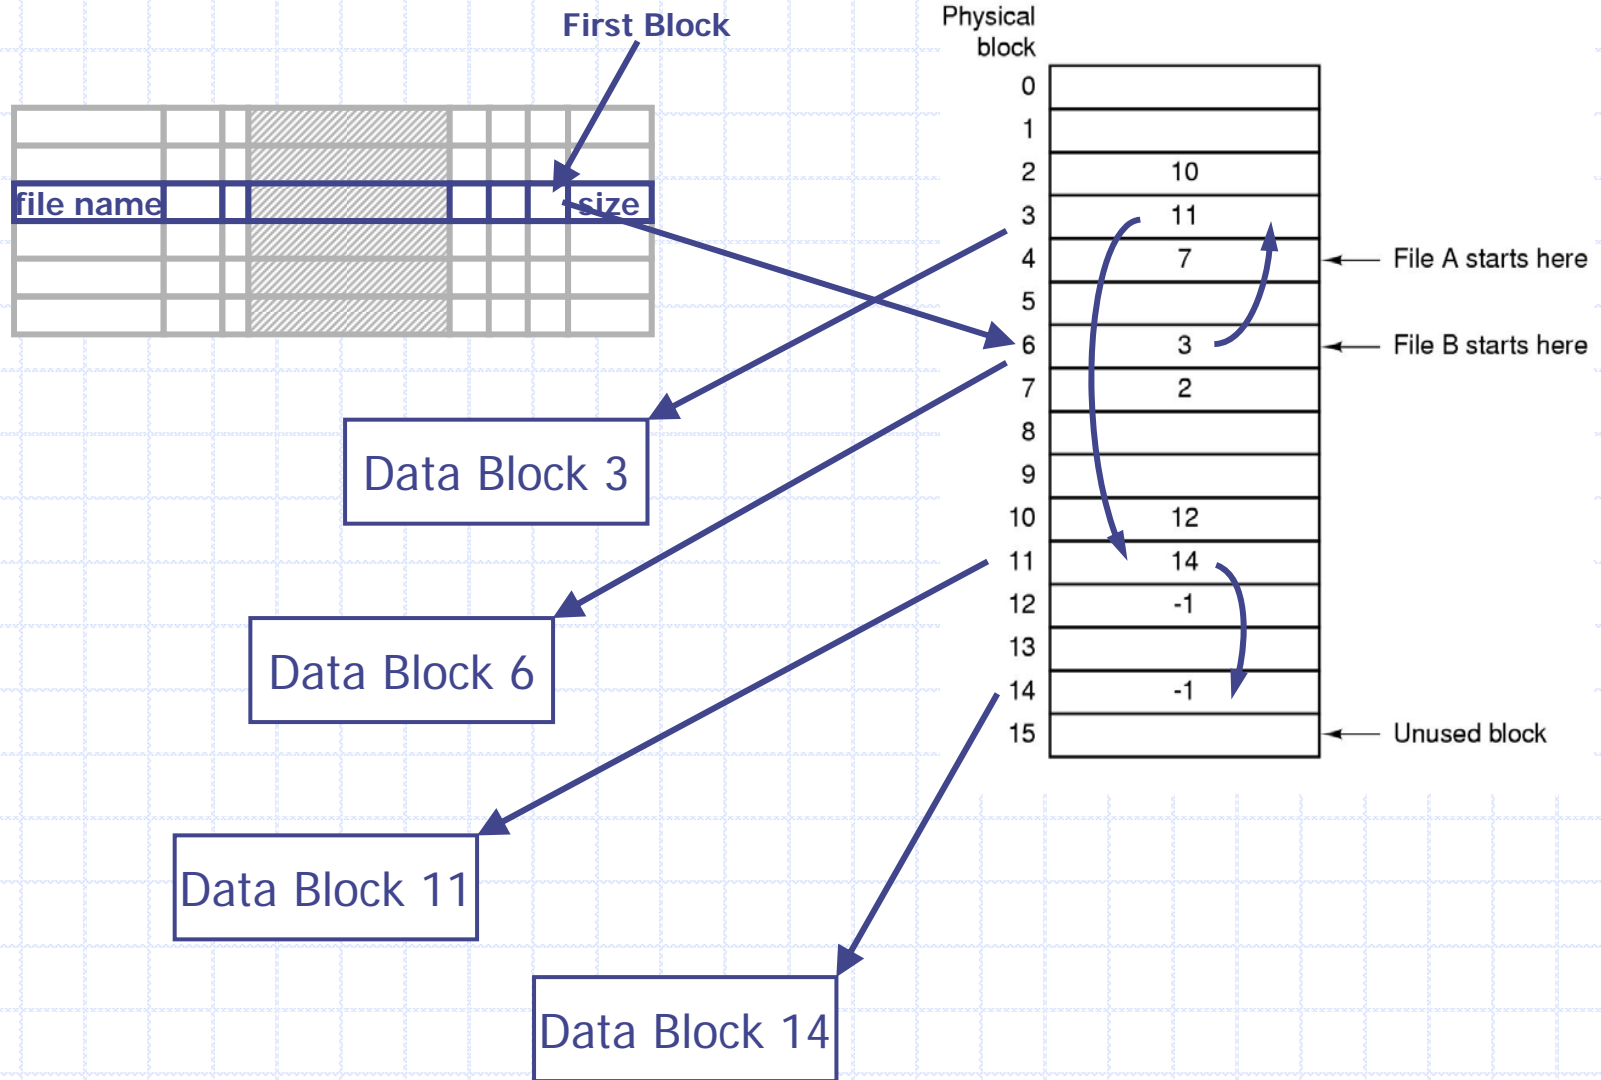 First Block
file name size
Physical
block
0
1
2 10
3 11
4 7 File A starts here
5
6 3 File B starts here
7 2
8
9
10 12
11 14
12 -1
13
14 -1
15 Unused block
Data Block 3
Data Block 6
Data Block 11
Data Block 14